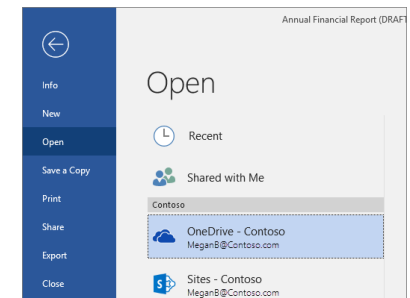 Annual Financial Report (DRAFT
Info
New
Open
Save a Copy
Print
Share
Export
Close
Open
Recent
Shared with Me
Contoso
OneDrive - Contoso
MeganB@Contoso.com
S
Sites - Contoso
MeganB@Contoso.com